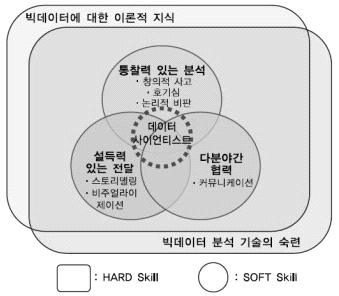 빅데이터에 대한 이론적 지식
통찰력 있는 분석
· 창의적 사고
· 호기심
· 논리적 비판
데이터
사이언티스트
설득력
있는 전달
· 스토리텔링
· 비주얼라이
제이션
다분야간
협력
· 커뮤니케이션
빅데이터 분석 기술의 숙련
: HARD Skill
: SOFT Skill